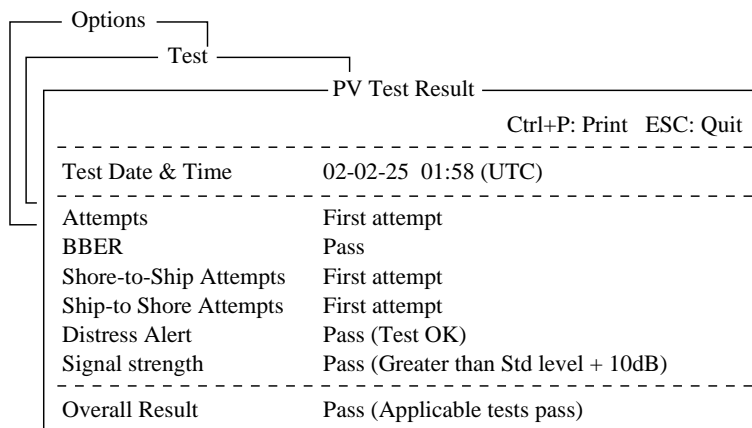 Options
Test
PV Test Result
Ctrl+P: Print ESC: Quit
Test Date & Time 02-02-25 01:58 (UTC)
Attempts First attempt
BBER Pass
Shore-to-Ship Attempts First attempt
Ship-to Shore Attempts First attempt
Distress Alert Pass (Test OK)
Signal strength Pass (Greater than Std level + 10dB)
Overall Result Pass (Applicable tests pass)